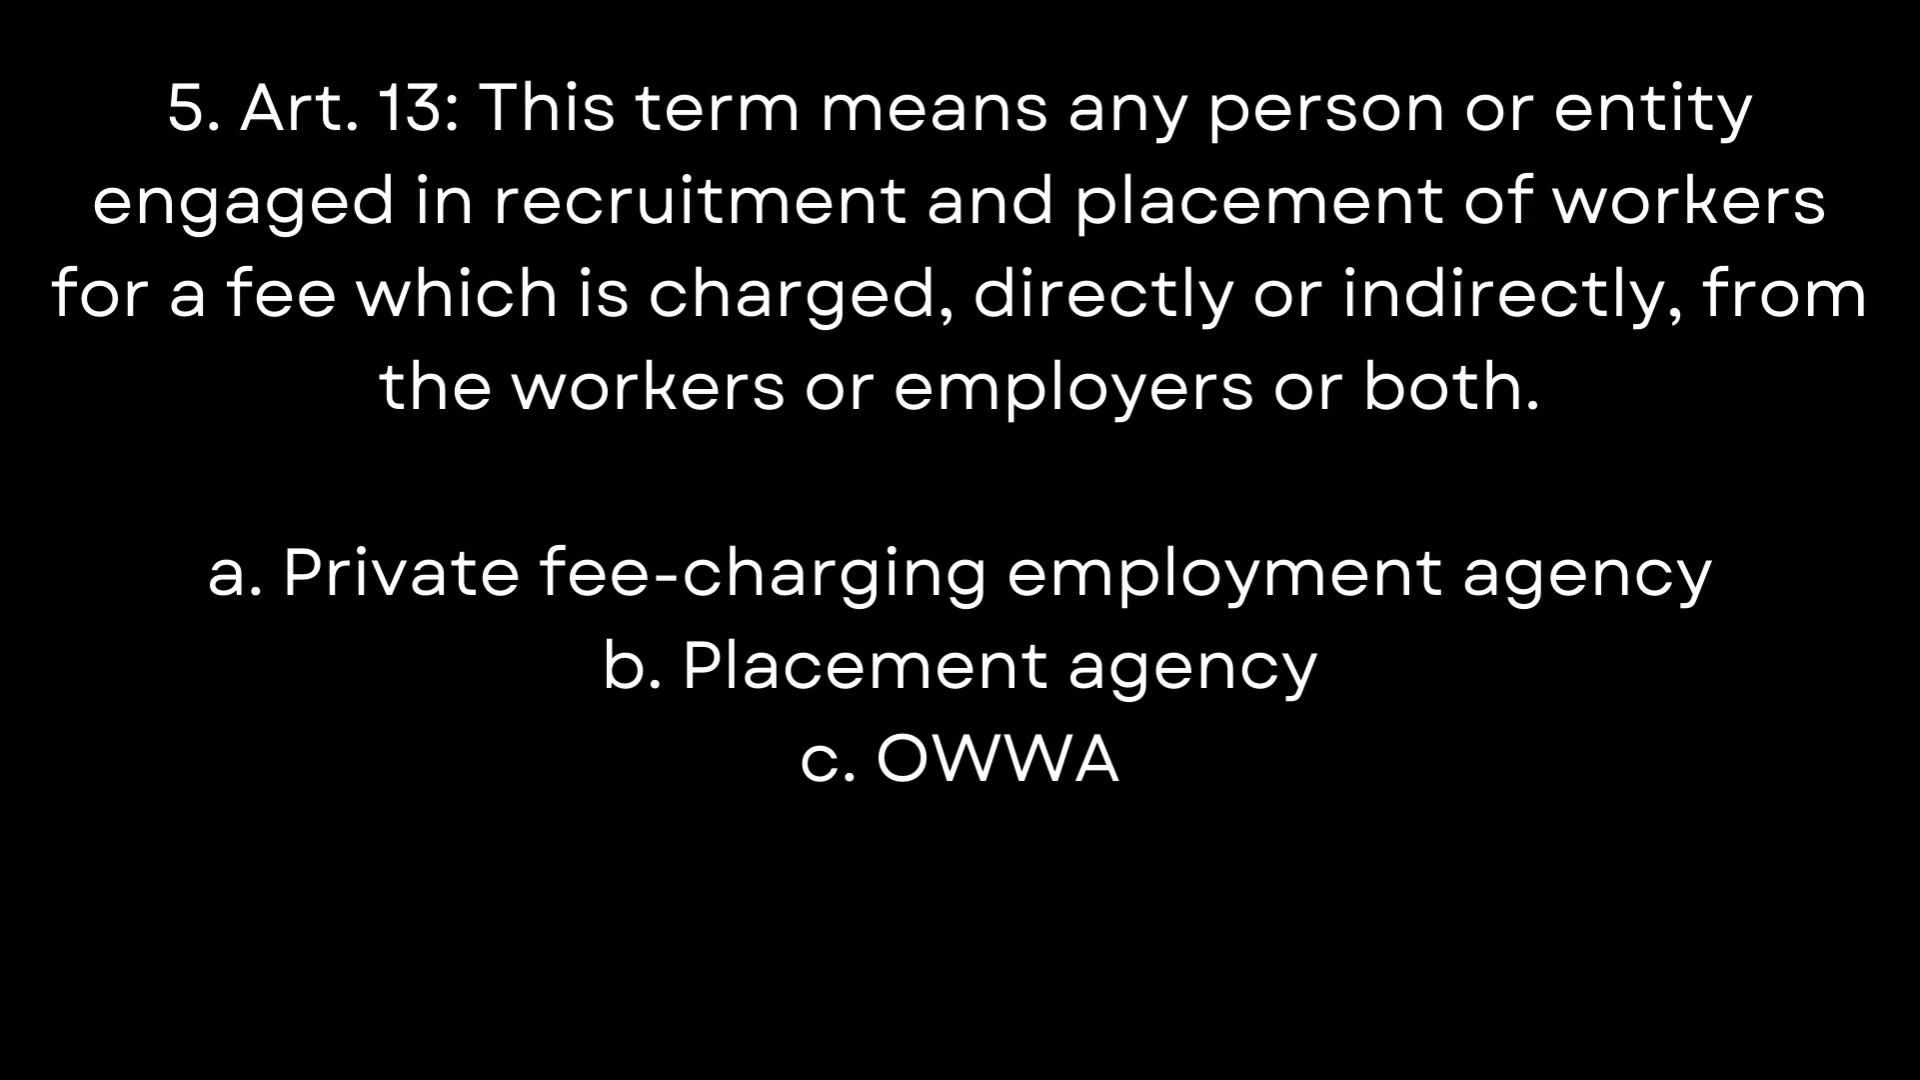 5. Art. 13: This term means any person or entity
engaged in recruitment and placement of workers
for a fee which is charged, directly or indirectly, from
the workers or employers or both.
a. Private fee-charging employment agency
b. Placement agency
c. OWWA